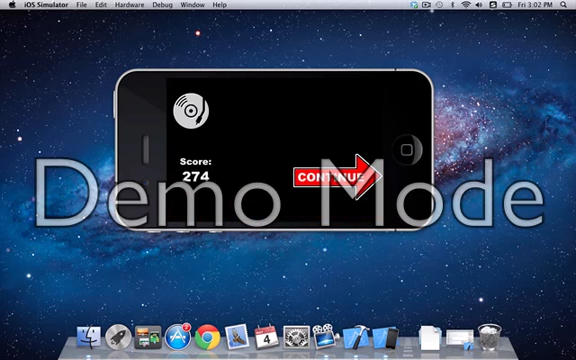 iOS Simulator File Edit Hardware Debug Window Help Fri 3:02 PM
Score:
274
CONTINUE
Demo Mode
4